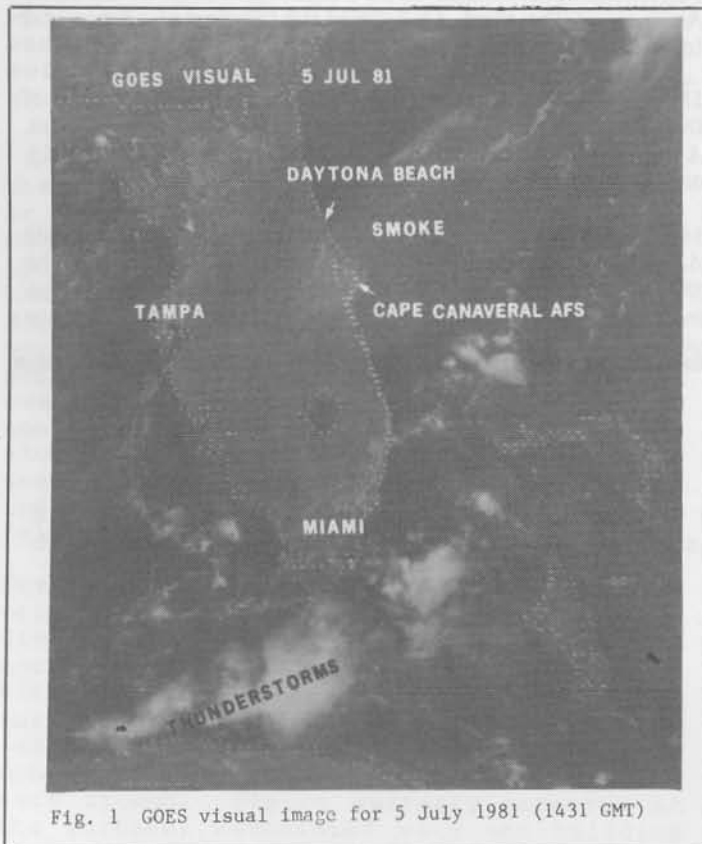 GOES VISUAL 5 JUL 81
DAYTONA BEACH
SMOKE
TAMPA
CAPE CANAVERAL AFS
MIAMI
THUNDERSTORMS
Fig. 1 GOES visual image for 5 July 1981 (1431 GMT)